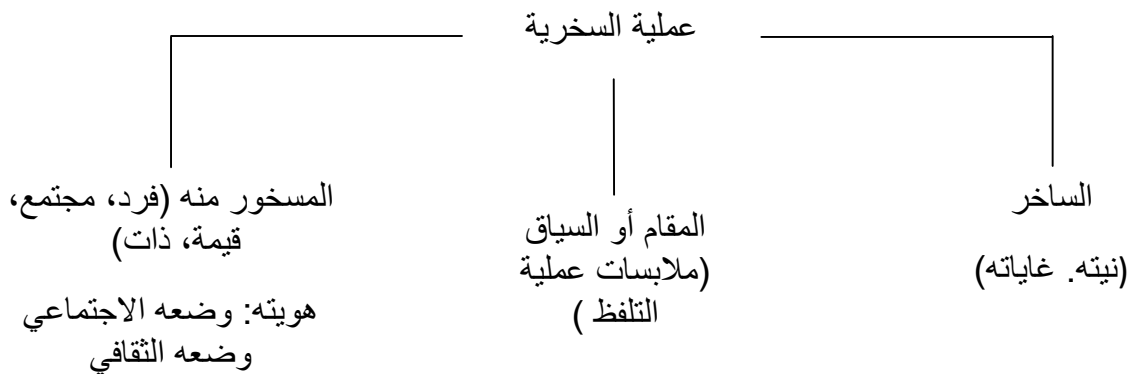 عملية السخرية
الساخر
(نيته. غاياته)
المقام أو السياق
(ملابسات عملية
التلفظ )
المسخور منه (فرد، مجتمع،
قيمة، ذات)
هويته: وضعه الاجتماعي
وضعه الثقافي